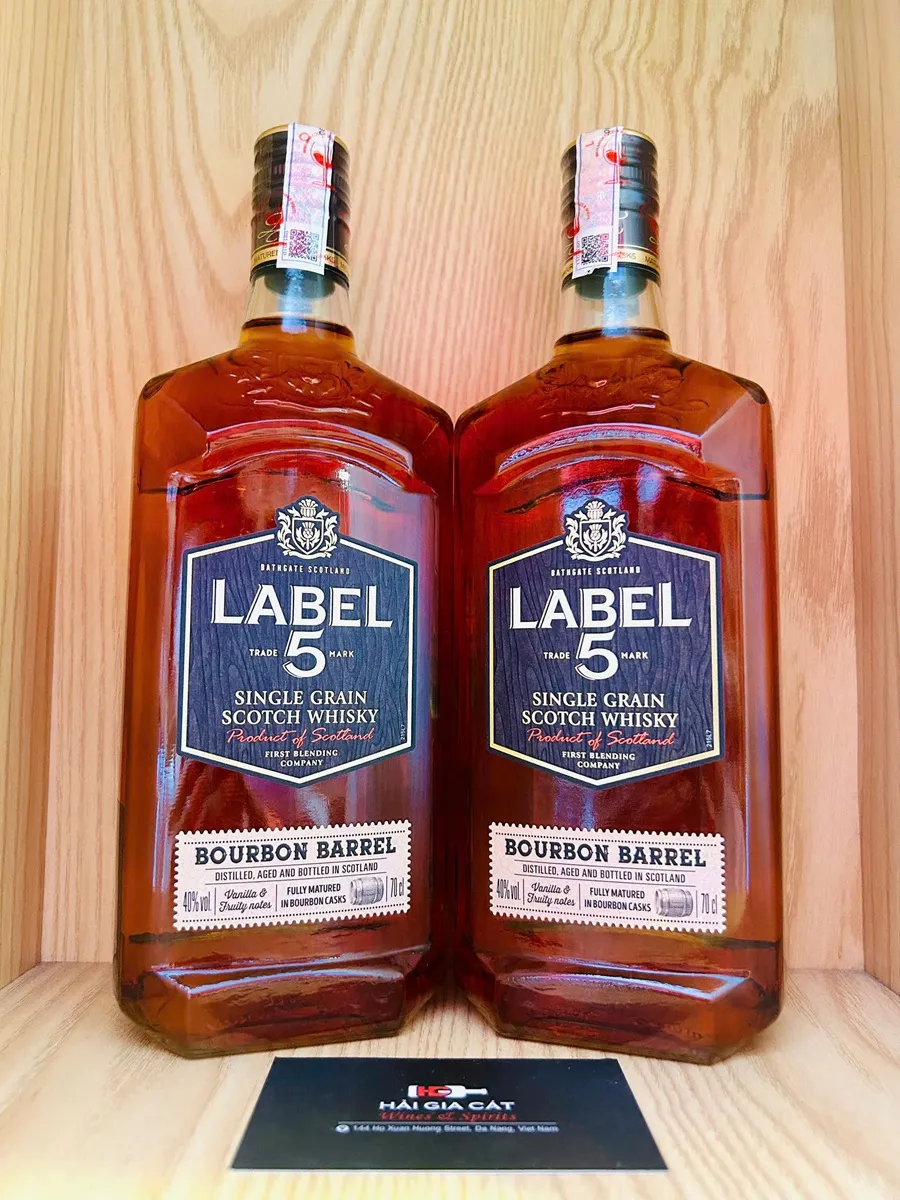 BATHGATE SCOTLAND
LABEL
5
TRADE MARK
SINGLE GRAIN
SCOTCH WHISKY
Product of Scotland
FIRST BLENDING
COMPANY
215L7
BOURBON BARREL
DISTILLED, AGED AND BOTTLED IN SCOTLAND
40% vol
Vanilla &
Fruity notes
FULLY MATURED
IN BOURBON CASKS
70 cl
BATHGATE SCOTLAND
LABEL
5
TRADE MARK
SINGLE GRAIN
SCOTCH WHISKY
Product of Scotland
FIRST BLENDING
COMPANY
215L7
BOURBON BARREL
DISTILLED, AGED AND BOTTLED IN SCOTLAND
40% vol
Vanilla &
Fruity notes
FULLY MATURED
IN BOURBON CASKS
70 cl
HẢI GIA CÁT
Wines & Spirits
144 Ho Xuan Huong Street, Da Nang, Viet Nam